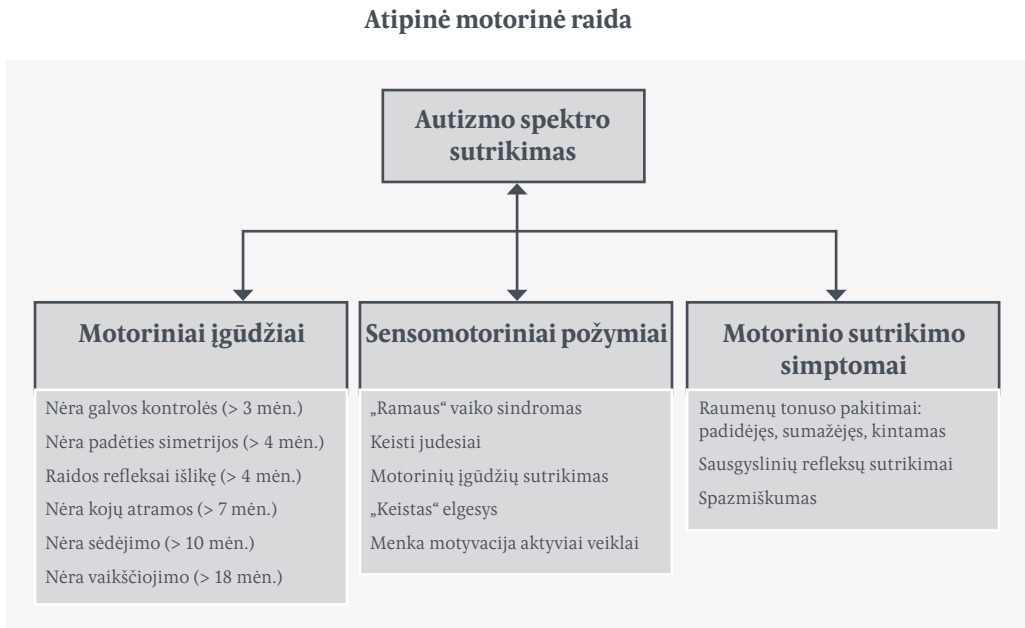 Atipinė motorinė raida
Autizmo spektro
sutrikimas
Motoriniai įgūdžiai
Nėra galvos kontrolės (> 3 mėn.)
Nėra padėties simetrijos (> 4 mėn.)
Raidos refleksai išlikę (> 4 mėn.)
Nėra kojų atramos (> 7 mėn.)
Nėra sėdėjimo (> 10 mėn.)
Nėra vaikščiojimo (> 18 mėn.)
Sensomotoriniai požymiai
„Ramaus“ vaiko sindromas
Keisti judesiai
Motorinių įgūdžių sutrikimas
„Keistas“ elgesys
Menka motyvacija aktyviai veiklai
Motorinio sutrikimo
simptomai
Raumenų tonuso pakitimai:
padidėjęs, sumažėjęs, kintamas
Sausgyslinių refleksų sutrikimai
Spazmiškumas